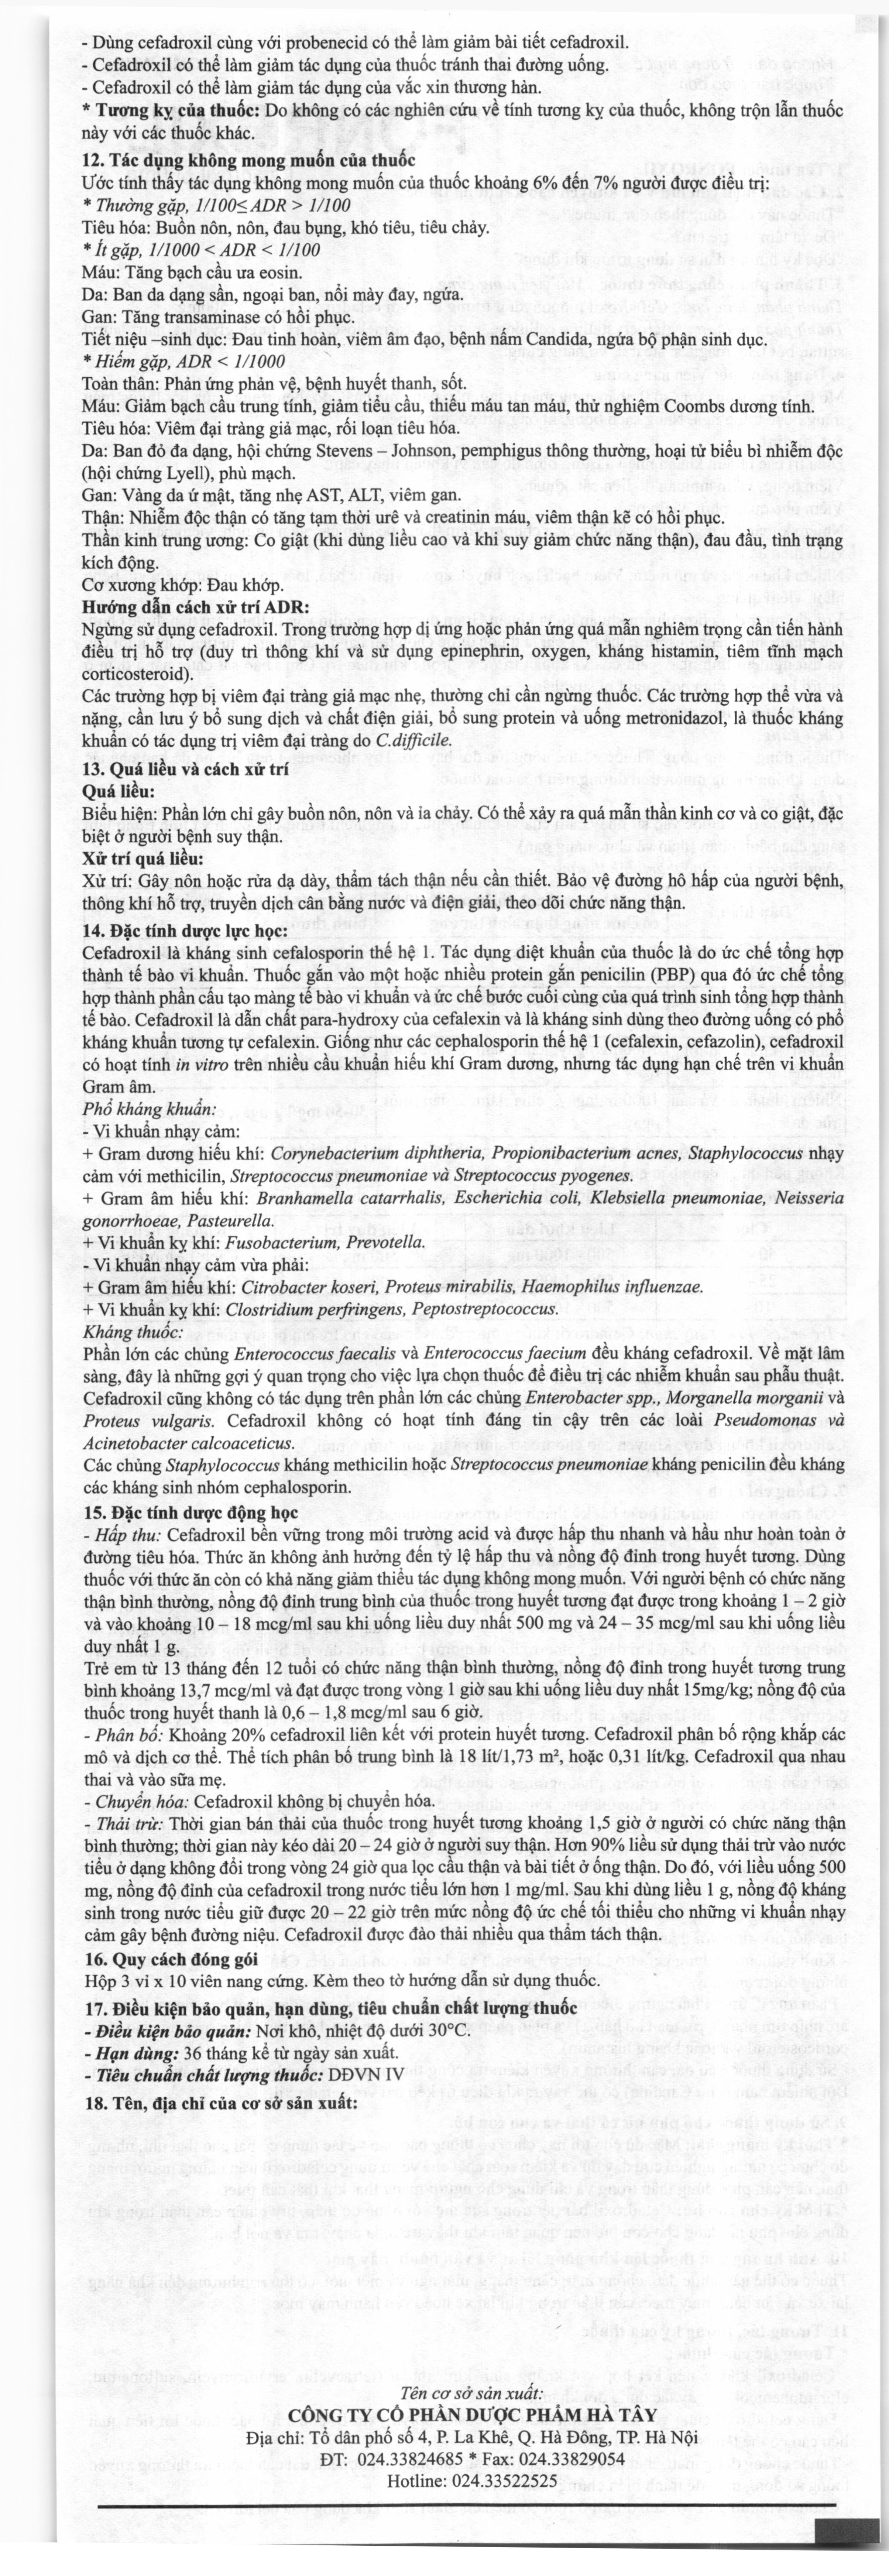 - Dùng cefadroxil cùng với probenecid có thể làm giảm bài tiết cefadroxil.
- Cefadroxil có thể làm giảm tác dụng của thuốc tránh thai đường uống.
- Cefadroxil có thể làm giảm tác dụng của vắc xin thương hàn.
* Tương kỵ của thuốc: Do không có các nghiên cứu về tính tương kỵ của thuốc, không trộn lẫn thuốc
này với các thuốc khác.
12. Tác dụng không mong muốn của thuốc
Ước tính thấy tác dụng không mong muốn của thuốc khoảng 6% đến 7% người được điều trị:
* Thường gặp, 1/100≤ ADR > 1/100
Tiêu hóa: Buồn nôn, nôn, đau bụng, khó tiêu, tiêu chảy.
* Ít gặp, 1/1000 < ADR < 1/100
Máu: Tăng bạch cầu ưa eosin.
Da: Ban da dạng sần, ngoại ban, nổi mày đay, ngứa.
Gan: Tăng transaminase có hồi phục.
Tiết niệu –sinh dục: Đau tinh hoàn, viêm âm đạo, bệnh nấm Candida, ngứa bộ phận sinh dục.
* Hiếm gặp, ADR < 1/1000
Toàn thân: Phản ứng phản vệ, bệnh huyết thanh, sốt.
Máu: Giảm bạch cầu trung tính, giảm tiểu cầu, thiếu máu tan máu, thử nghiệm Coombs dương tính.
Tiêu hóa: Viêm đại tràng giả mạc, rối loạn tiêu hóa.
Da: Ban đỏ đa dạng, hội chứng Stevens – Johnson, pemphigus thông thường, hoại tử biểu bì nhiễm độc
(hội chứng Lyell), phù mạch.
Gan: Vàng da ứ mật, tăng nhẹ AST, ALT, viêm gan.
Thận: Nhiễm độc thận có tăng tạm thời urê và creatinin máu, viêm thận kẽ có hồi phục.
Thần kinh trung ương: Co giật (khi dùng liều cao và khi suy giảm chức năng thận), đau đầu, tình trạng
kích động.
Cơ xương khớp: Đau khớp.
Hướng dẫn cách xử trí ADR:
Ngừng sử dụng cefadroxil. Trong trường hợp dị ứng hoặc phản ứng quá mẫn nghiêm trọng cần tiến hành
điều trị hỗ trợ (duy trì thông khí và sử dụng epinephrin, oxygen, kháng histamin, tiêm tĩnh mạch
corticosteroid).
Các trường hợp bị viêm đại tràng giả mạc nhẹ, thường chỉ cần ngừng thuốc. Các trường hợp thể vừa và
nặng, cần lưu ý bổ sung dịch và chất điện giải, bổ sung protein và uống metronidazol, là thuốc kháng
khuẩn có tác dụng trị viêm đại tràng do C.difficile.
13. Quá liều và cách xử trí
Quá liều:
Biểu hiện: Phần lớn chỉ gây buồn nôn, nôn và ỉa chảy. Có thể xảy ra quá mẫn thần kinh cơ và co giật, đặc
biệt ở người bệnh suy thận.
Xử trí quá liều:
Xử trí: Gây nôn hoặc rửa dạ dày, thẩm tách thận nếu cần thiết. Bảo vệ đường hô hấp của người bệnh,
thông khí hỗ trợ, truyền dịch cân bằng nước và điện giải, theo dõi chức năng thận.
14. Đặc tính dược lực học:
Cefadroxil là kháng sinh cefalosporin thế hệ 1. Tác dụng diệt khuẩn của thuốc là do ức chế tổng hợp
thành tế bào vi khuẩn. Thuốc gắn vào một hoặc nhiều protein gắn penicilin (PBP) qua đó ức chế tổng
hợp thành phần cấu tạo màng tế bào vi khuẩn và ức chế bước cuối cùng của quá trình sinh tổng hợp thành
tế bào. Cefadroxil là dẫn chất para-hydroxy của cefalexin và là kháng sinh dùng theo đường uống có phổ
kháng khuẩn tương tự cefalexin. Giống như các cephalosporin thế hệ 1 (cefalexin, cefazolin), cefadroxil
có hoạt tính in vitro trên nhiều cầu khuẩn hiếu khí Gram dương, nhưng tác dụng hạn chế trên vi khuẩn
Gram âm.
Phổ kháng khuẩn:
- Vi khuẩn nhạy cảm:
+ Gram dương hiếu khí: Corynebacterium diphtheria, Propionibacterium acnes, Staphylococcus nhạy
cảm với methicilin, Streptococcus pneumoniae và Streptococcus pyogenes.
+ Gram âm hiếu khí: Branhamella catarrhalis, Escherichia coli, Klebsiella pneumoniae, Neisseria
gonorrhoeae, Pasteurella.
+ Vi khuẩn kỵ khí: Fusobacterium, Prevotella.
- Vi khuẩn nhạy cảm vừa phải:
+ Gram âm hiếu khí: Citrobacter koseri, Proteus mirabilis, Haemophilus influenzae.
+ Vi khuẩn kỵ khí: Clostridium perfringens, Peptostreptococcus.
Kháng thuốc:
Phần lớn các chủng Enterococcus faecalis và Enterococcus faecium đều kháng cefadroxil. Về mặt lâm
sàng, đây là những gợi ý quan trọng cho việc lựa chọn thuốc để điều trị các nhiễm khuẩn sau phẫu thuật.
Cefadroxil cũng không có tác dụng trên phần lớn các chủng Enterobacter spp., Morganella morganii và
Proteus vulgaris. Cefadroxil không có hoạt tính đáng tin cậy trên các loài Pseudomonas và
Acinetobacter calcoaceticus.
Các chủng Staphylococcus kháng methicilin hoặc Streptococcus pneumoniae kháng penicilin đều kháng
các kháng sinh nhóm cephalosporin.
15. Đặc tính dược động học
- Hấp thu: Cefadroxil bền vững trong môi trường acid và được hấp thu nhanh và hầu như hoàn toàn ở
đường tiêu hóa. Thức ăn không ảnh hưởng đến tỷ lệ hấp thu và nồng độ đỉnh trong huyết tương. Dùng
thuốc với thức ăn còn có khả năng giảm thiểu tác dụng không mong muốn. Với người bệnh có chức năng
thận bình thường, nồng độ đỉnh trung bình của thuốc trong huyết tương đạt được trong khoảng 1 – 2 giờ
và vào khoảng 10 – 18 mcg/ml sau khi uống liều duy nhất 500 mg và 24 – 35 mcg/ml sau khi uống liều
duy nhất 1 g.
Trẻ em từ 13 tháng đến 12 tuổi có chức năng thận bình thường, nồng độ đỉnh trong huyết tương trung
bình khoảng 13,7 mcg/ml và đạt được trong vòng 1 giờ sau khi uống liều duy nhất 15mg/kg; nồng độ của
thuốc trong huyết thanh là 0,6 – 1,8 mcg/ml sau 6 giờ.
- Phân bố: Khoảng 20% cefadroxil liên kết với protein huyết tương. Cefadroxil phân bố rộng khắp các
mô và dịch cơ thể. Thể tích phân bố trung bình là 18 lít/1,73 m², hoặc 0,31 lít/kg. Cefadroxil qua nhau
thai và vào sữa mẹ.
- Chuyển hóa: Cefadroxil không bị chuyển hóa.
- Thải trừ: Thời gian bán thải của thuốc trong huyết tương khoảng 1,5 giờ ở người có chức năng thận
bình thường; thời gian này kéo dài 20 – 24 giờ ở người suy thận. Hơn 90% liều sử dụng thải trừ vào nước
tiểu ở dạng không đổi trong vòng 24 giờ qua lọc cầu thận và bài tiết ở ống thận. Do đó, với liều uống 500
mg, nồng độ đỉnh của cefadroxil trong nước tiểu lớn hơn 1 mg/ml. Sau khi dùng liều 1 g, nồng độ kháng
sinh trong nước tiểu giữ được 20 – 22 giờ trên mức nồng độ ức chế tối thiểu cho những vi khuẩn nhạy
cảm gây bệnh đường niệu. Cefadroxil được đào thải nhiều qua thẩm tách thận.
16. Quy cách đóng gói
Hộp 3 vỉ x 10 viên nang cứng. Kèm theo tờ hướng dẫn sử dụng thuốc.
17. Điều kiện bảo quản, hạn dùng, tiêu chuẩn chất lượng thuốc
- Điều kiện bảo quản: Nơi khô, nhiệt độ dưới 30°C.
- Hạn dùng: 36 tháng kể từ ngày sản xuất.
- Tiêu chuẩn chất lượng thuốc: DĐVN IV
18. Tên, địa chỉ của cơ sở sản xuất:
Tên cơ sở sản xuất:
CÔNG TY CỔ PHẦN DƯỢC PHẨM HÀ TÂY
Địa chỉ: Tổ dân phố số 4, P. La Khê, Q. Hà Đông, TP. Hà Nội
ĐT: 024.33824685 * Fax: 024.33829054
Hotline: 024.33522525